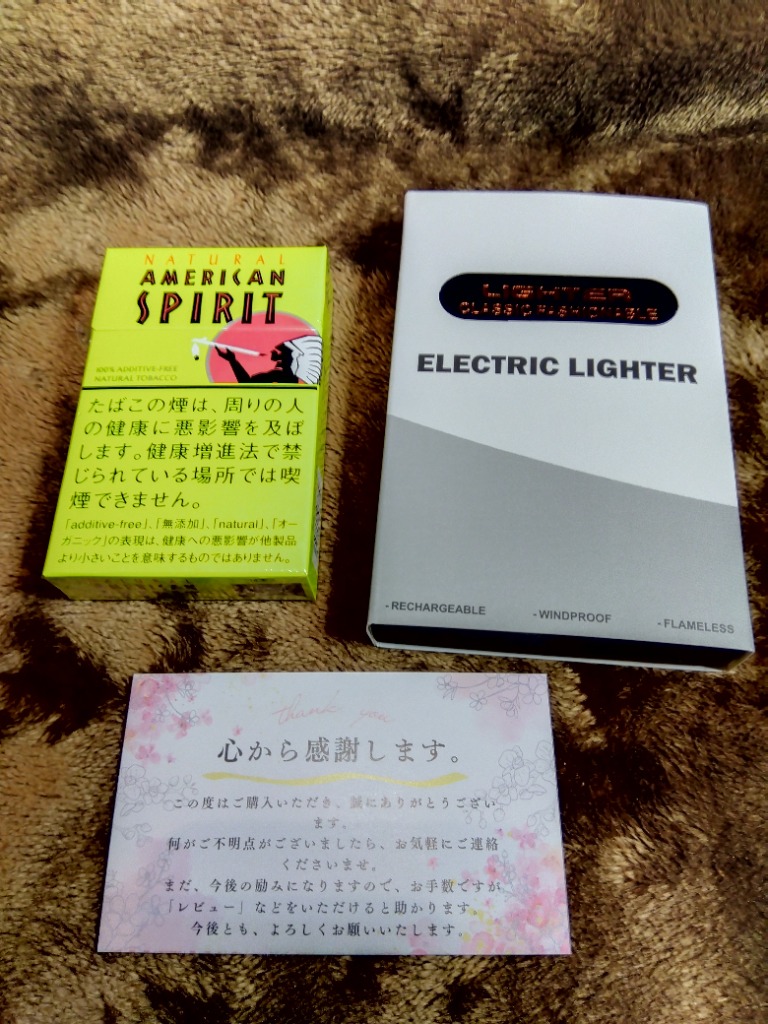 NATURAL
AMERICAN
SPIRIT
100% ADDITIVE-FREE
NATURAL TOBACCO
たばこの煙は、周りの人
の健康に悪影響を及ぼ
します。健康増進法で禁
じられている場所では喫
煙できません。
「additive-free」、「無添加」、「natural」、「オー
ガニック」の表現は、健康への悪影響が他製品
より小さいことを意味するものではありません。
LIGHTER
CLASSIC FASHIONABLE
ELECTRIC LIGHTER
- RECHARGEABLE
- WINDPROOF
- FLAMELESS
thank you
心から感謝します。
この度はご購入いただき、誠にありがとうござい
ます。
何がご不明点がございましたら、お気軽にご連絡
くださいませ。
まだ、今後の励みになりますので、お手数ですが
「レビュー」などをいただけると助かります。
今後とも、よろしくお願いいたします。